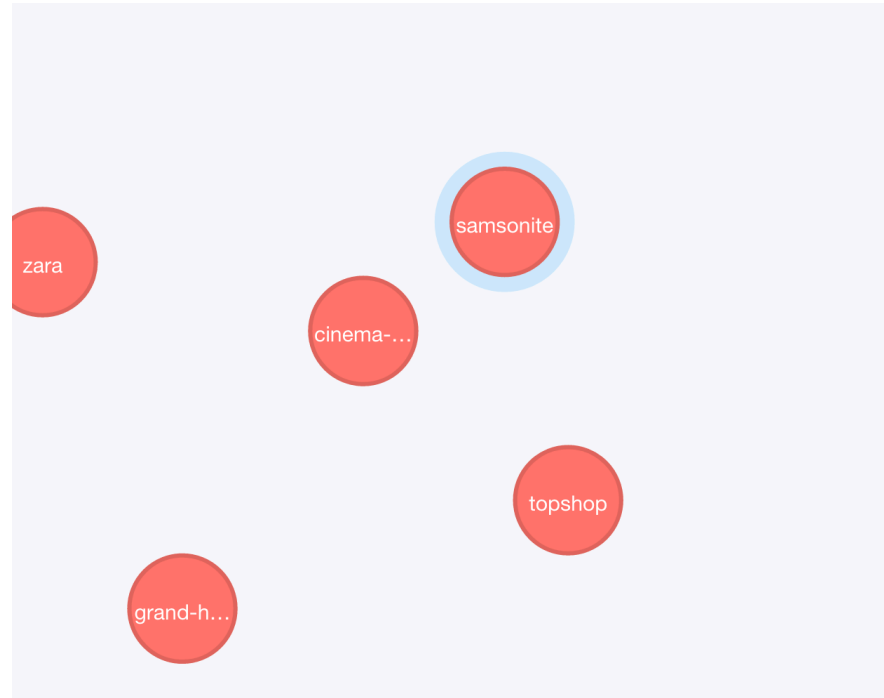 samsonite
zara
cinema-...
topshop
grand-h...